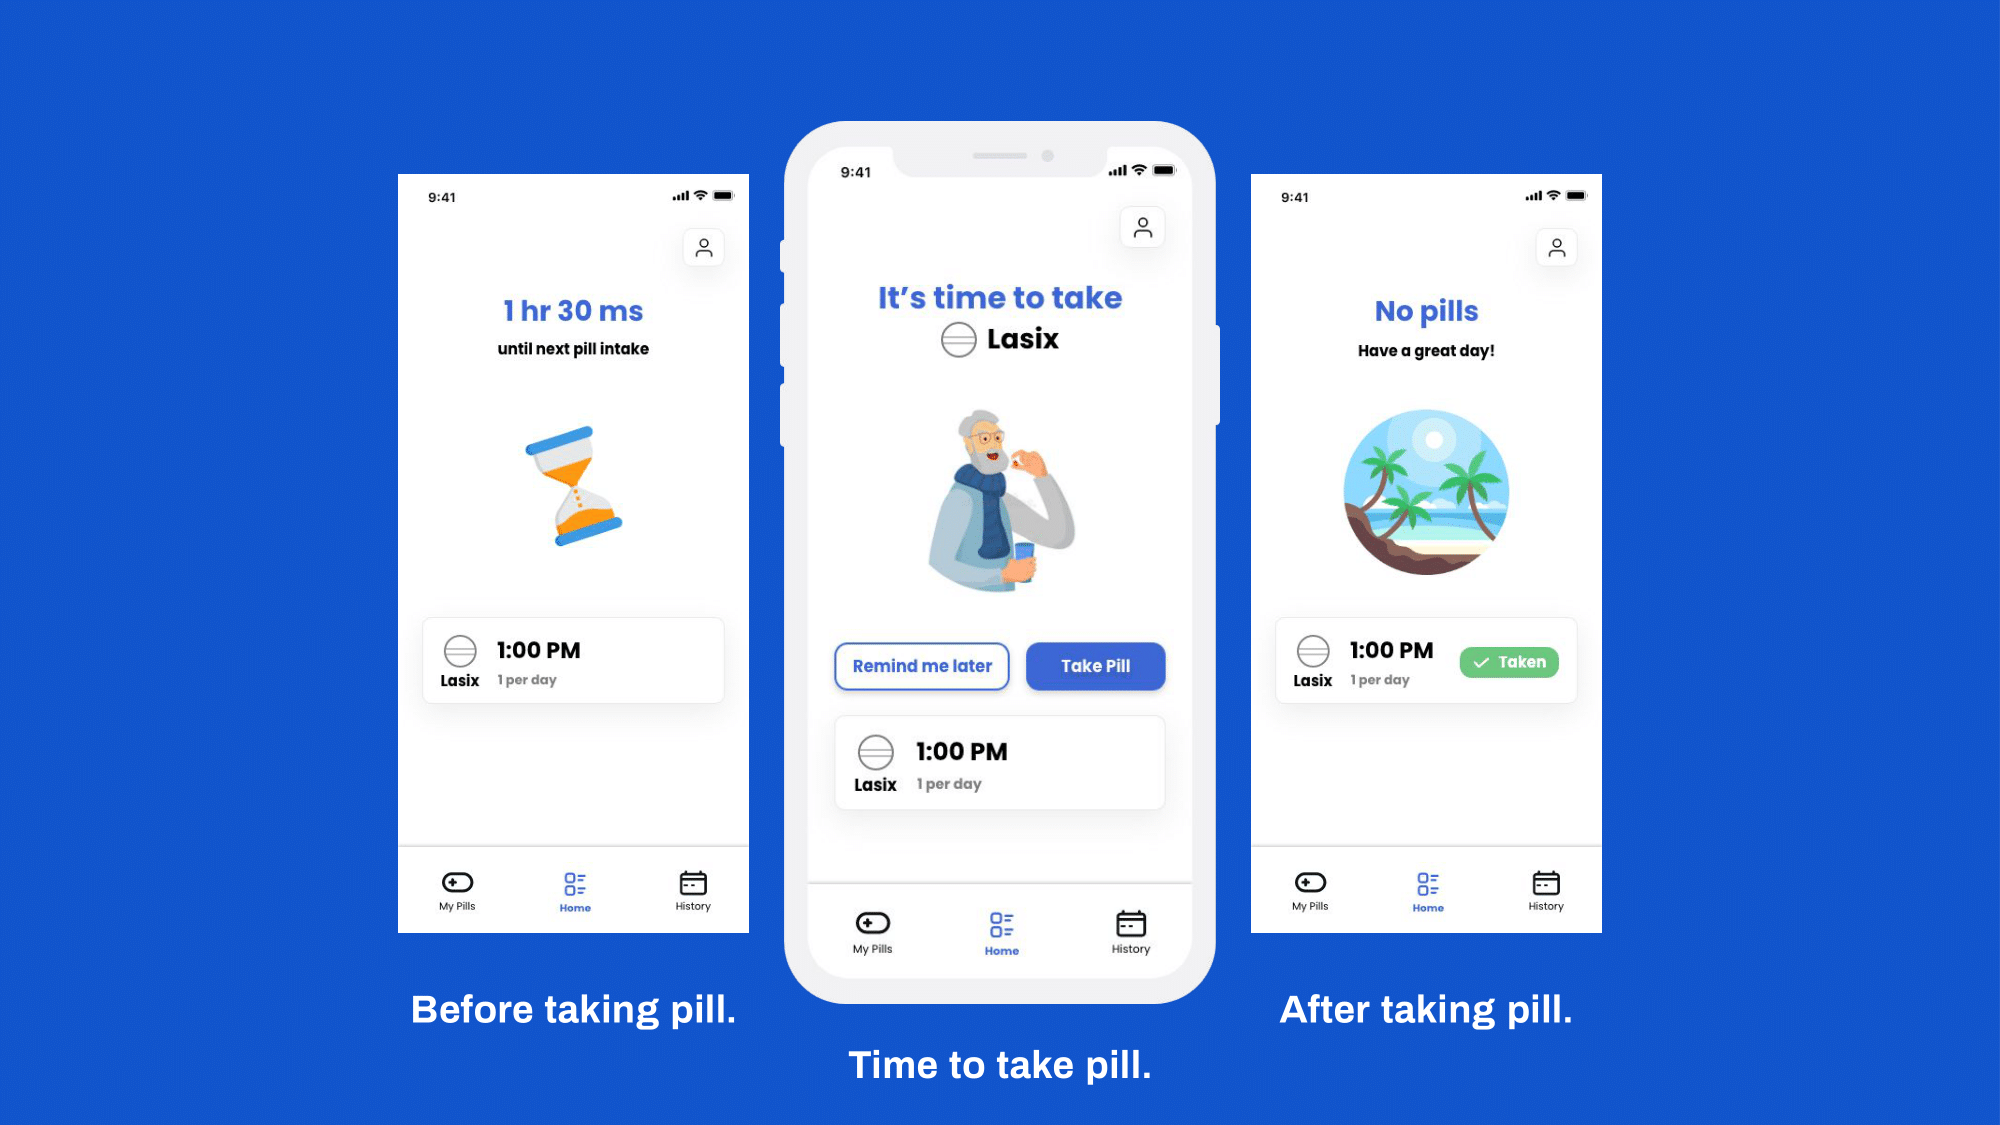 9:41
1 hr 30 ms
until next pill intake
1:00 PM
Lasix
1 per day
My Pills
Home
History
Before taking pill.
9:41
It's time to take
Lasix
Remind me later
Take Pill
1:00 PM
Lasix
1 per day
My Pills
Home
History
Time to take pill.
9:41
No pills
Have a great day!
1:00 PM
Taken
Lasix
1 per day
My Pills
Home
History
After taking pill.